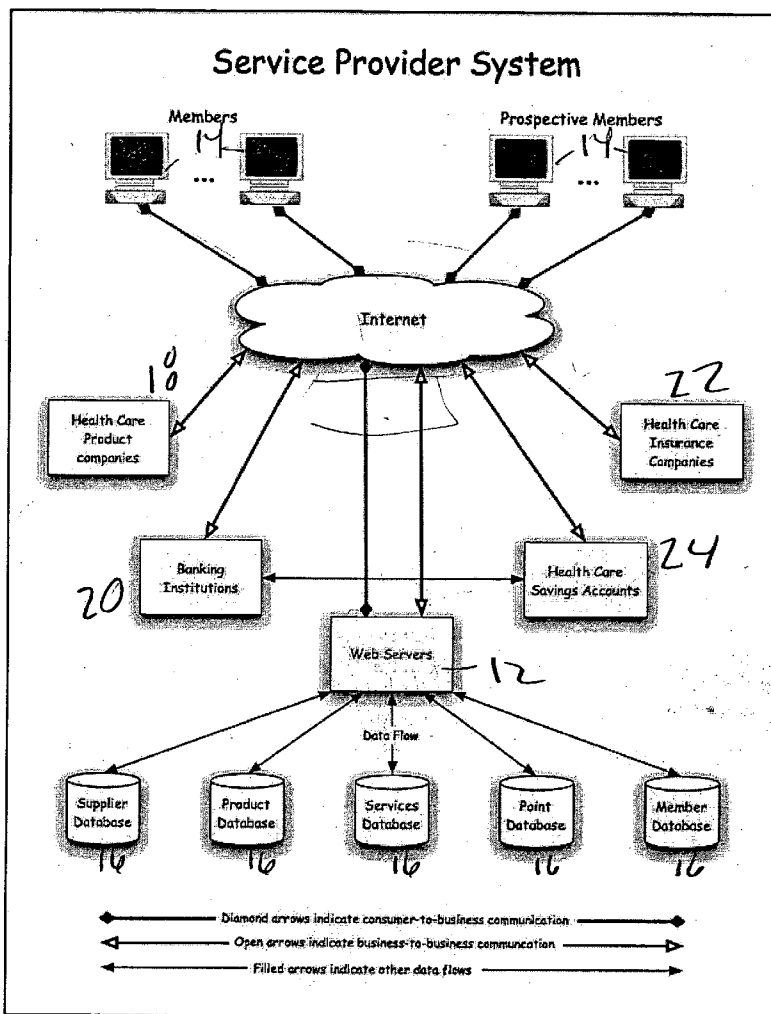 Service Provider System
Members
Prospective Members
14
14
...
...
Internet
18
22
Health Care
Product
companies
Health Care
Insurance
Companies
Banking
Institutions
Health Care
Savings Accounts
24
20
Web Servers
12
Data Flow
Supplier
Database
Product
Database
Services
Database
Point
Database
Member
Database
16
16
16
16
16
Diamond arrows indicate consumer-to-business communication
Open arrows indicate business-to-business communcation
Filled arrows indicate other data flows